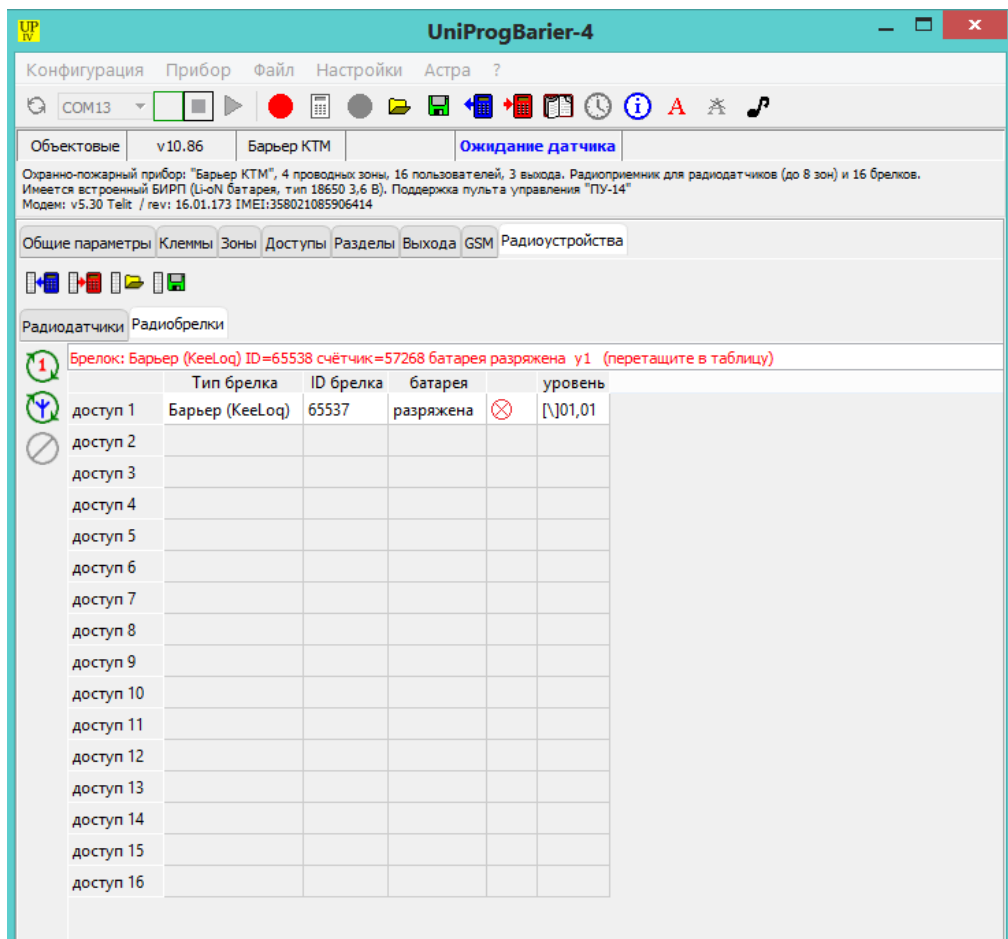 UP IV UniProgBarier-4
Конфигурация Прибор Файл Настройки Астра ?
COM13
Объектовые v10.86 Барьер КТМ Ожидание датчика
Охранно-пожарный прибор: "Барьер КТМ", 4 проводных зоны, 16 пользователей, 3 выхода. Радиоприемник для радиодатчиков (до 8 зон) и 16 брелков.
Имеется встроенный БИРП (Li-oN батарея, тип 18650 3,6 В). Поддержка пульта управления "ПУ-14"
Модем: v5.30 Telit / rev: 16.01.173 IMEI:358021085906414
Общие параметры Клеммы Зоны Доступы Разделы Выхода GSM Радиоустройства
Радиодатчики Радиобрелки
Брелок: Барьер (KeeLoq) ID=65538 счётчик=57268 батарея разряжена у1 (перетащите в таблицу)
Тип брелка ID брелка батарея уровень
доступ 1 Барьер (KeeLoq) 65537 разряжена [\]01,01
доступ 2
доступ 3
доступ 4
доступ 5
доступ 6
доступ 7
доступ 8
доступ 9
доступ 10
доступ 11
доступ 12
доступ 13
доступ 14
доступ 15
доступ 16